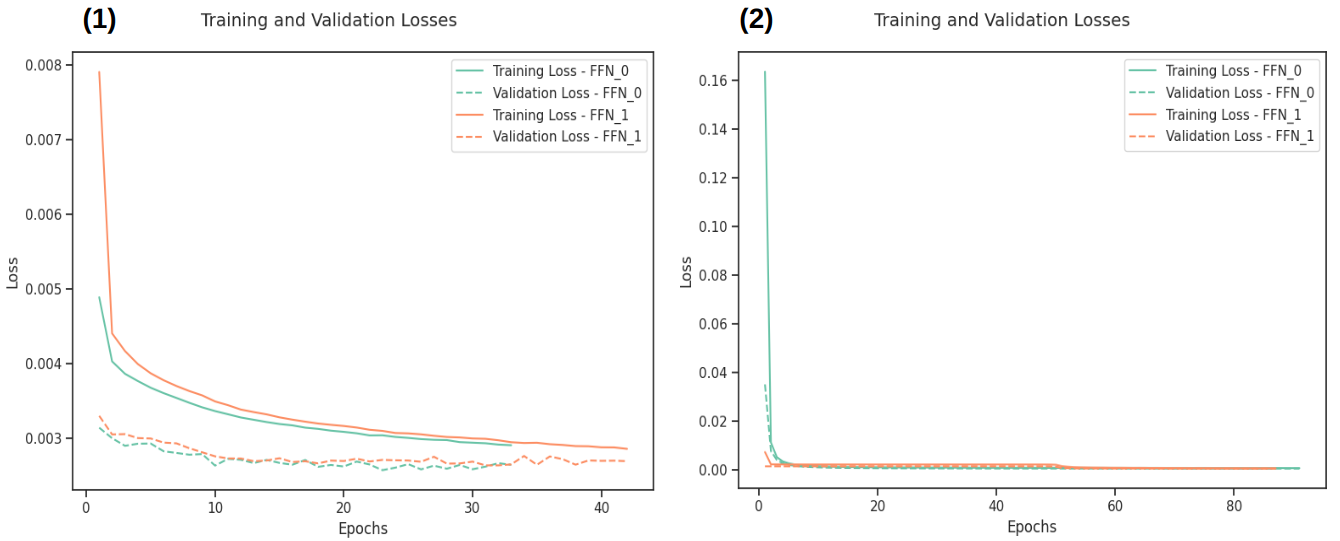 (1)
Training and Validation Losses
Training Loss - FFN_0
Validation Loss - FFN_0
Training Loss - FFN_1
Validation Loss - FFN_1
Loss
0.008
0.007
0.006
0.005
0.004
0.003
0
10
20
30
40
Epochs
(2)
Training and Validation Losses
Training Loss - FFN_0
Validation Loss - FFN_0
Training Loss - FFN_1
Validation Loss - FFN_1
Loss
0.16
0.14
0.12
0.10
0.08
0.06
0.04
0.02
0.00
0
20
40
60
80
Epochs